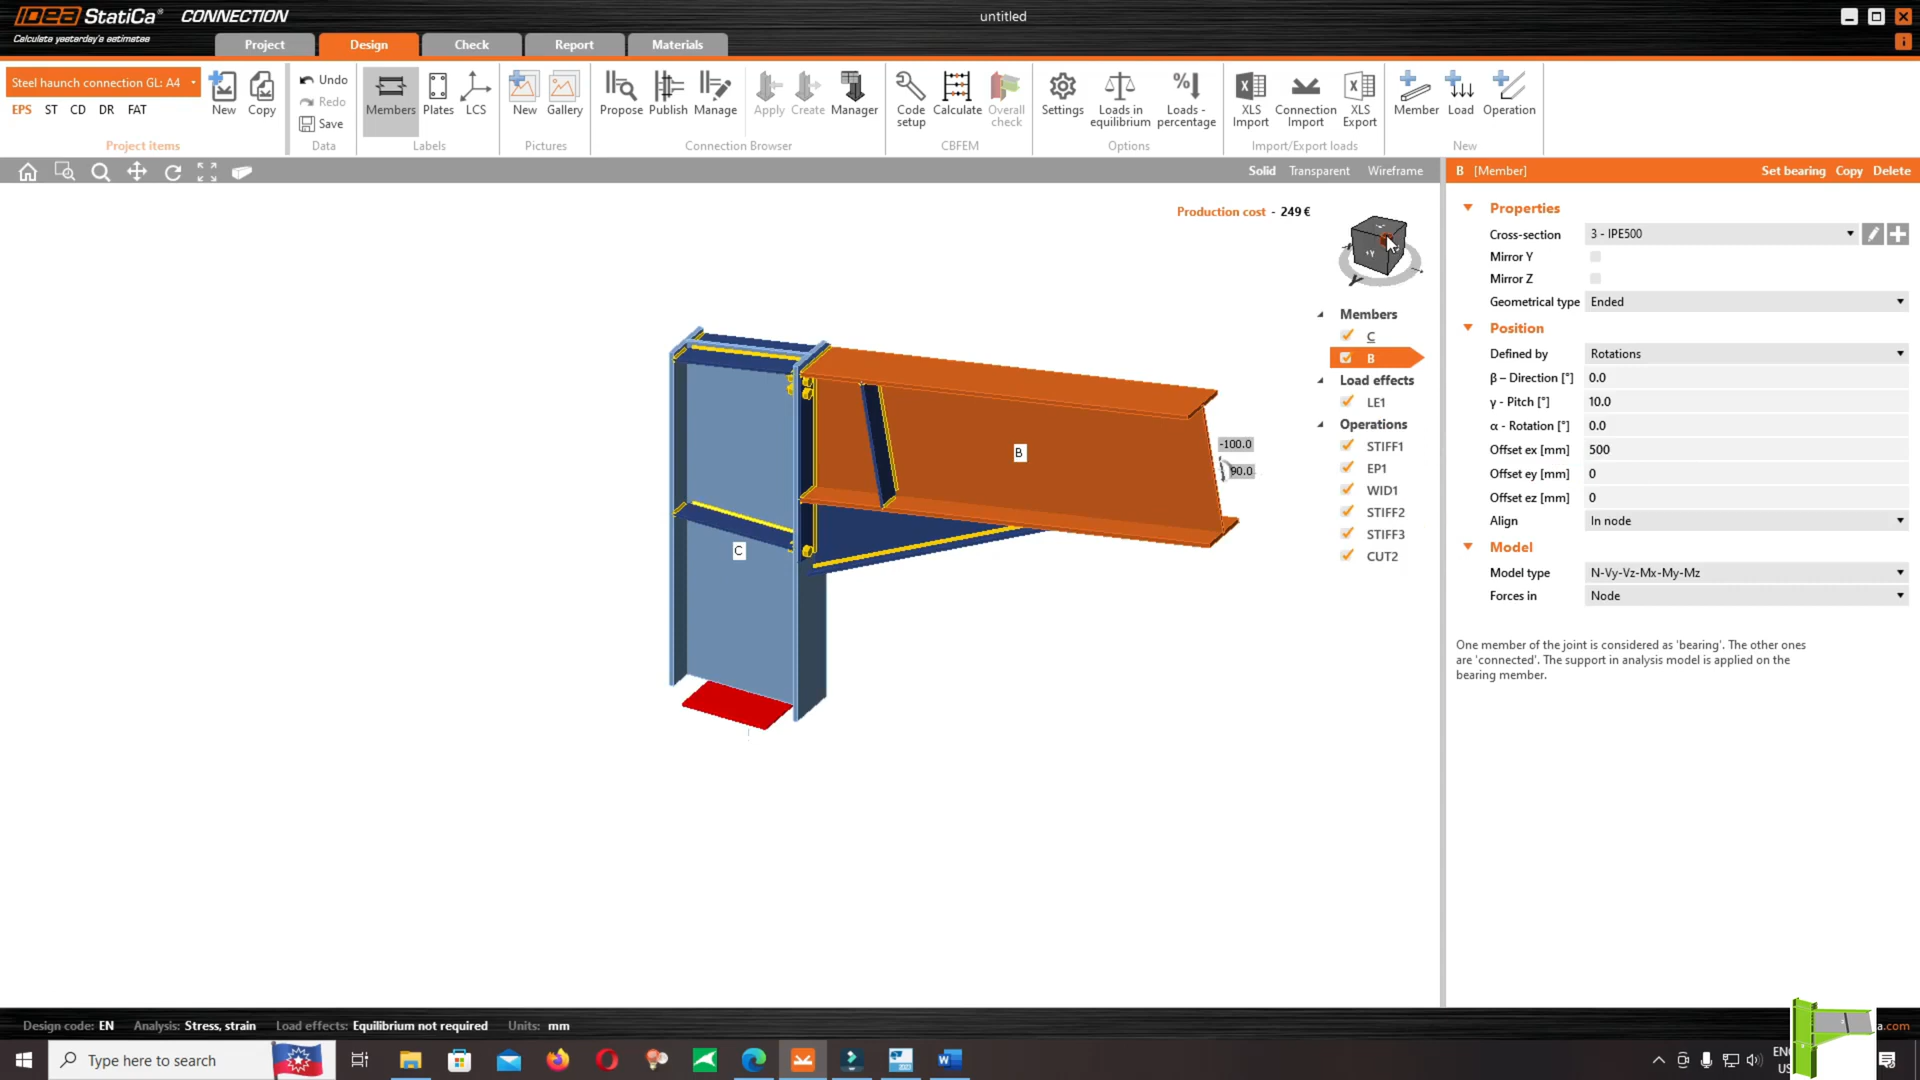 IDEA StatiCa® CONNECTION
Calculate yesterday's estimates
untitled
Project Design Check Report Materials
Steel haunch connection GL: A4
EPS ST CD DR FAT
New Copy
Undo
Redo
Save
Members Plates LCS
New Gallery
Propose Publish Manage
Apply Create Manager
Code setup Calculate Overall check
Settings Loads in equilibrium Loads - percentage
XLS Import Connection Import XLS Export
Member Load Operation
Project items Data Labels Pictures Connection Browser CBFEM Options Import/Export loads New
Solid Transparent Wireframe
B [Member] Set bearing Copy Delete
Production cost - 249 €
+Y
Members
C
B
Load effects
LE1
Operations
STIFF1
EP1
WID1
STIFF2
STIFF3
CUT2
B
C
-100.0
90.0
Properties
Cross-section 3 - IPE500
Mirror Y
Mirror Z
Geometrical type Ended
Position
Defined by Rotations
β – Direction [°] 0.0
γ - Pitch [°] 10.0
α - Rotation [°] 0.0
Offset ex [mm] 500
Offset ey [mm] 0
Offset ez [mm] 0
Align In node
Model
Model type N-Vy-Vz-Mx-My-Mz
Forces in Node
One member of the joint is considered as 'bearing'. The other ones
are 'connected'. The support in analysis model is applied on the
bearing member.
Design code: EN Analysis: Stress, strain Load effects: Equilibrium not required Units: mm
a.com
Type here to search